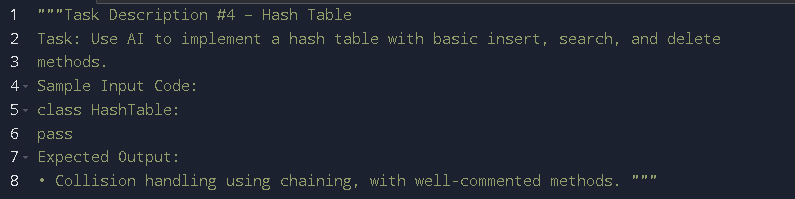 1 """Task Description #4 – Hash Table
2 Task: Use AI to implement a hash table with basic insert, search, and delete
3 methods.
4 Sample Input Code:
5 class HashTable:
6 pass
7 Expected Output:
8 • Collision handling using chaining, with well-commented methods. """